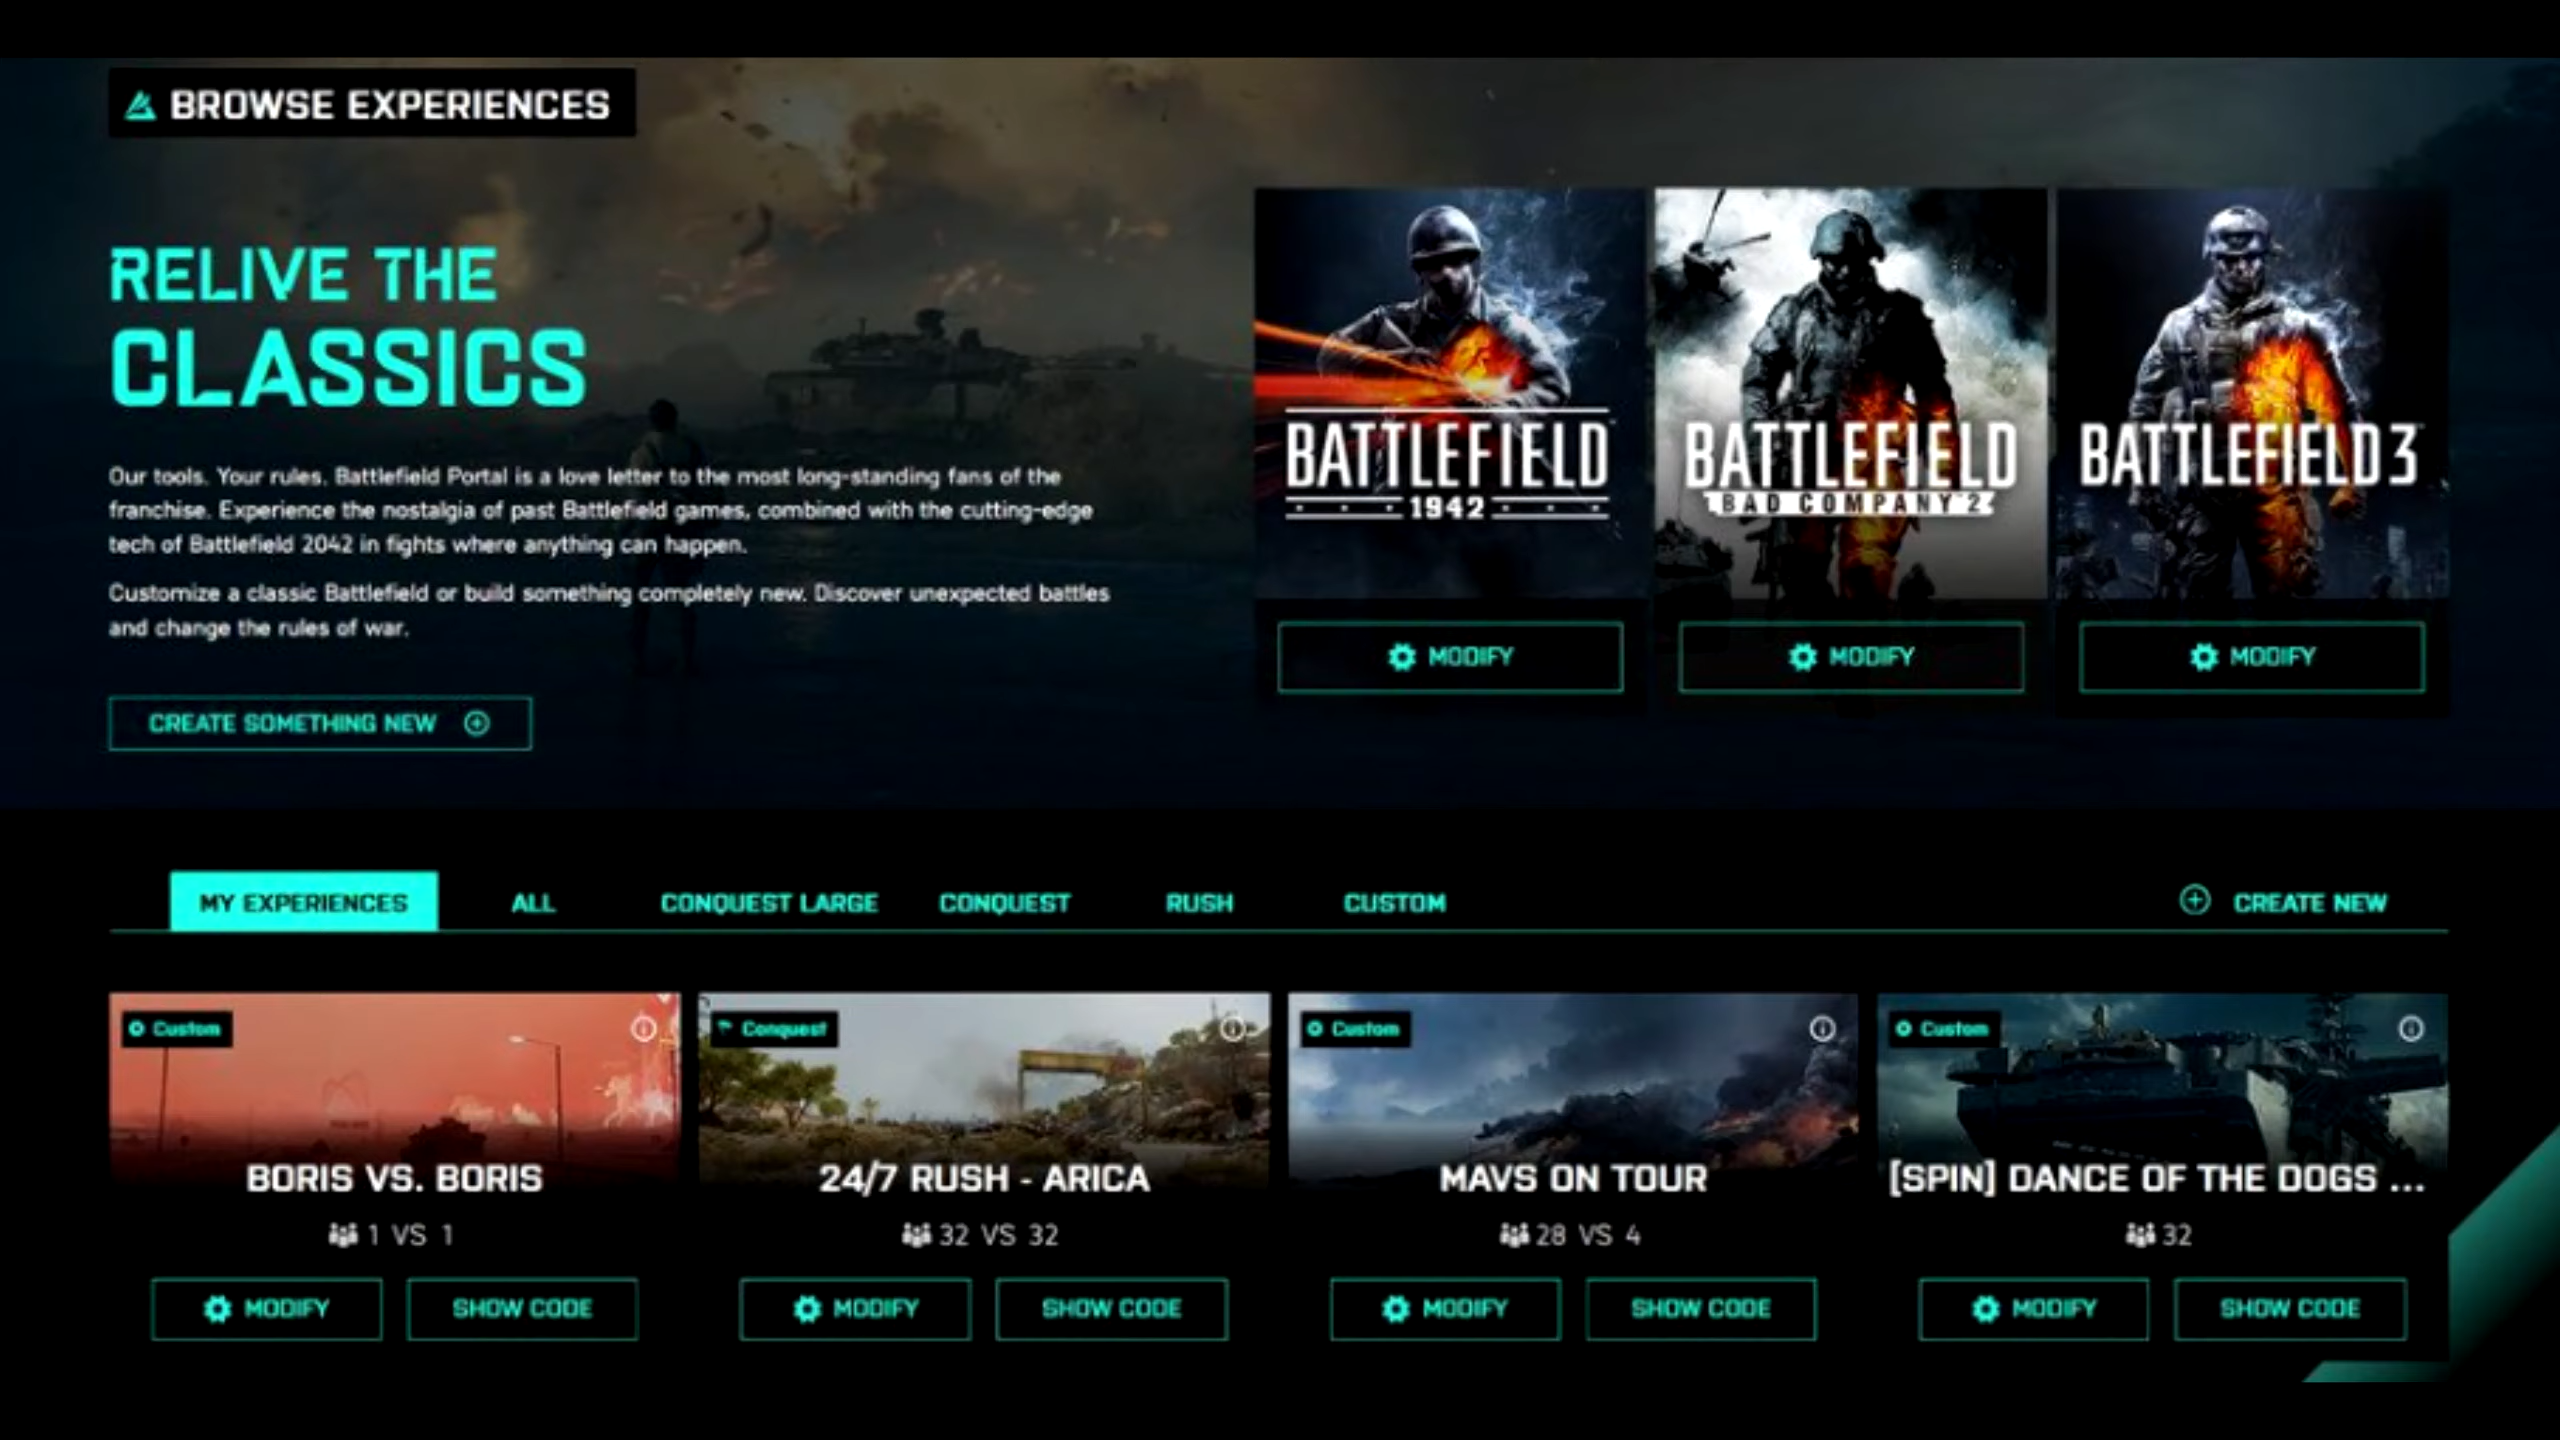 BROWSE EXPERIENCES
RELIVE THE
CLASSICS
Our tools. Your rules. Battlefield Portal is a love letter to the most long-standing fans of the
franchise. Experience the nostalgia of past Battlefield games, combined with the cutting-edge
tech of Battlefield 2042 in fights where anything can happen.
Customize a classic Battlefield or build something completely new. Discover unexpected battles
and change the rules of war.
CREATE SOMETHING NEW
BATTLEFIELD
1942
MODIFY
BATTLEFIELD
BAD COMPANY 2
MODIFY
BATTLEFIELD 3
MODIFY
MY EXPERIENCES ALL CONQUEST LARGE CONQUEST RUSH CUSTOM CREATE NEW
Custom
BORIS VS. BORIS
1 VS 1
MODIFY SHOW CODE
Conquest
24/7 RUSH - ARICA
32 VS 32
MODIFY SHOW CODE
Custom
MAVS ON TOUR
28 VS 4
MODIFY SHOW CODE
Custom
[SPIN] DANCE OF THE DOGS ...
32
MODIFY SHOW CODE